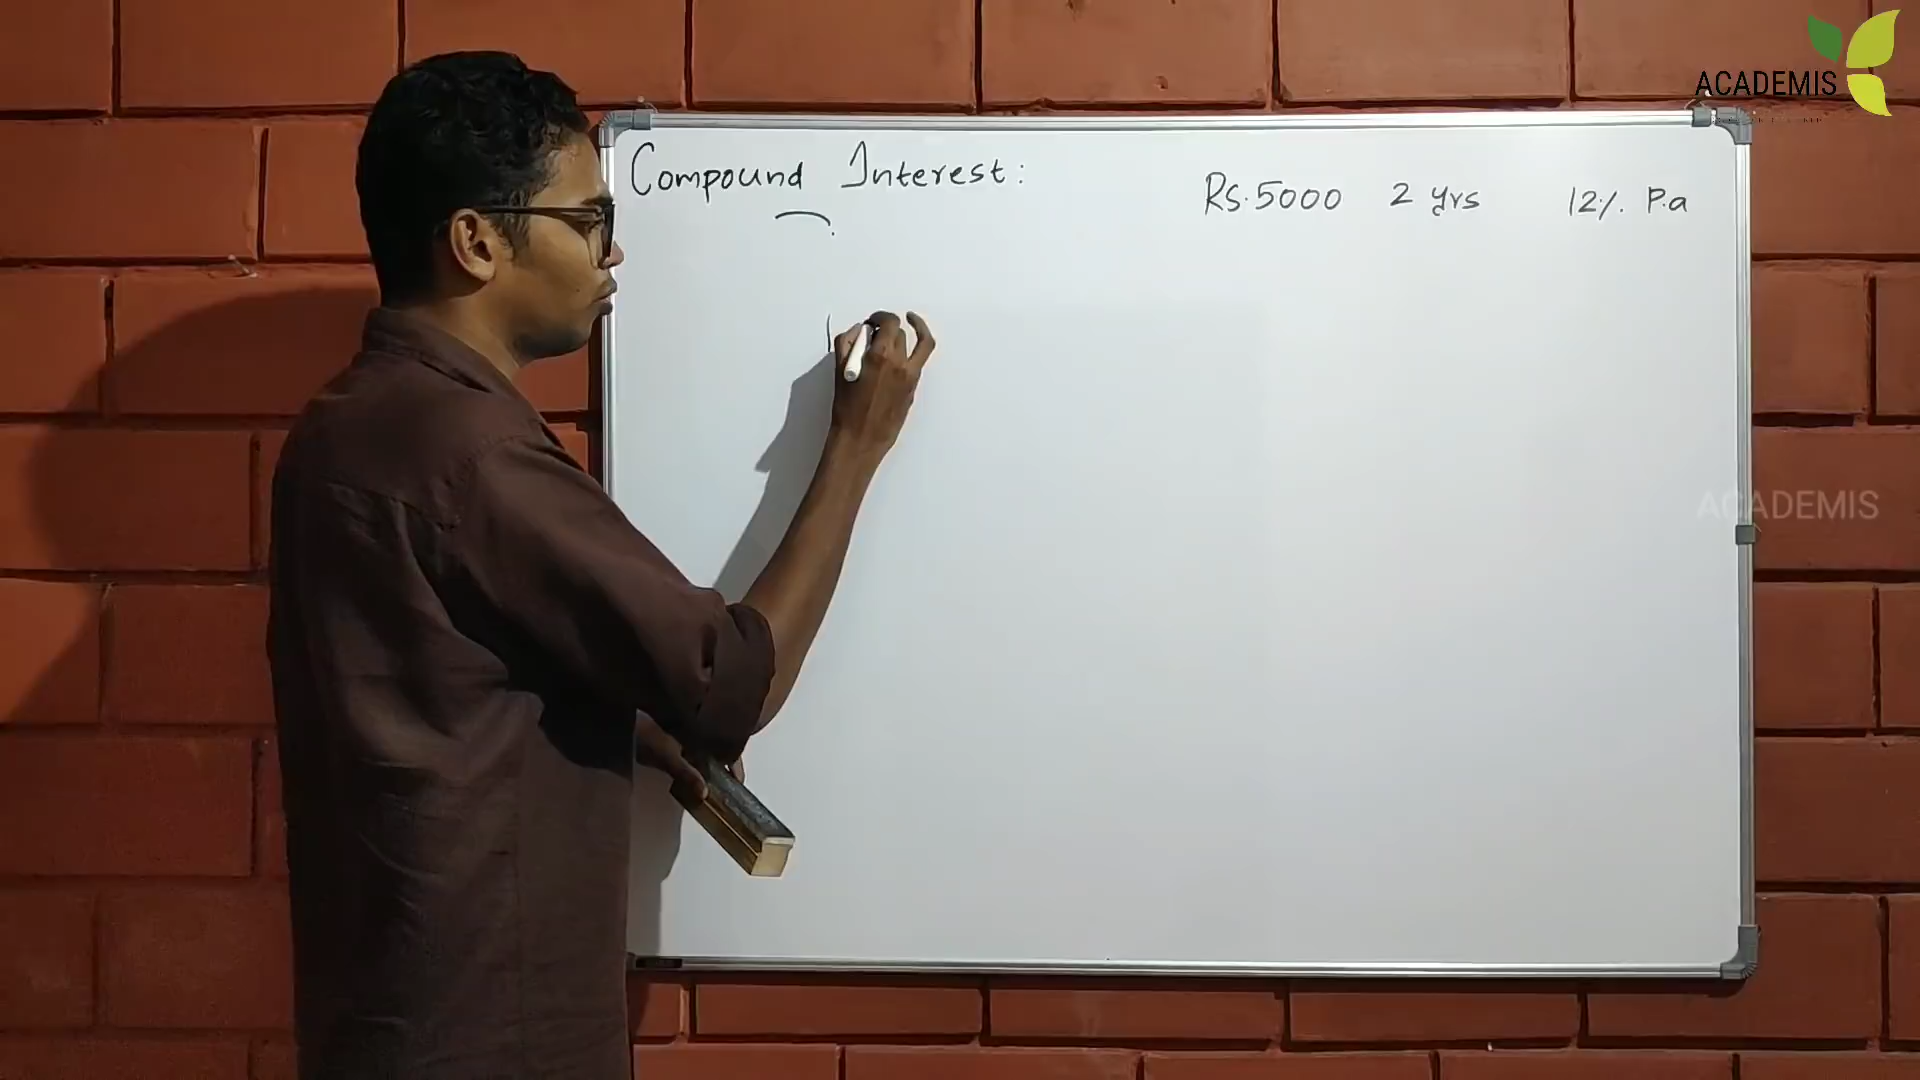 ACADEMIS
Compound Interest:
Rs.5000 2 yrs 12% P.a
ACADEMIS